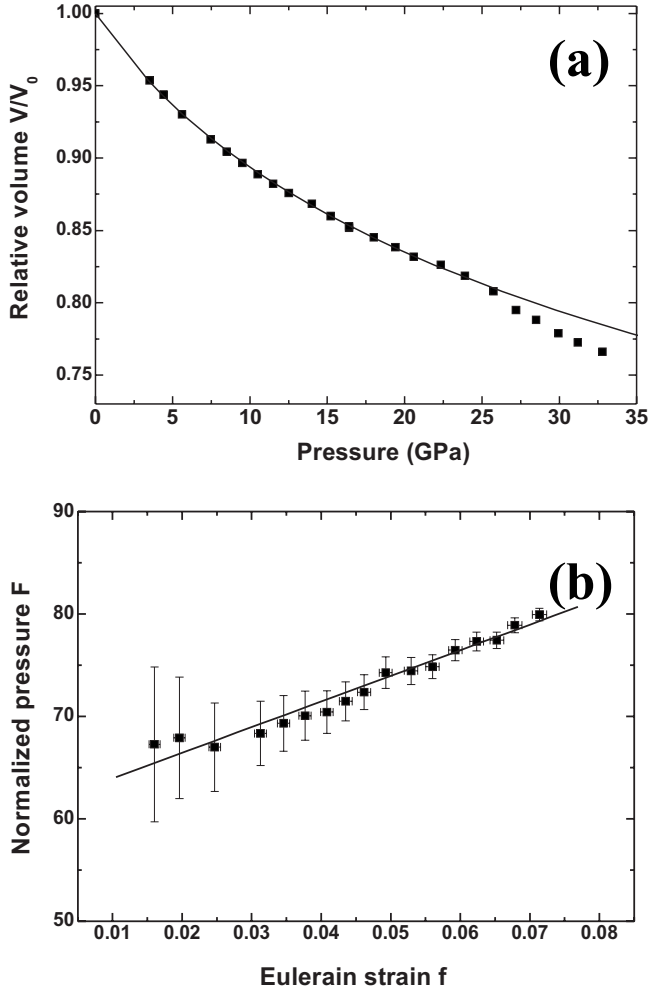 1.00
0.95
0.90
0.85
0.80
0.75
Relative volume V/V0
(a)
0 5 10 15 20 25 30 35
Pressure (GPa)
90
80
70
60
50
Normalized pressure F
(b)
0.01 0.02 0.03 0.04 0.05 0.06 0.07 0.08
Eulerain strain f